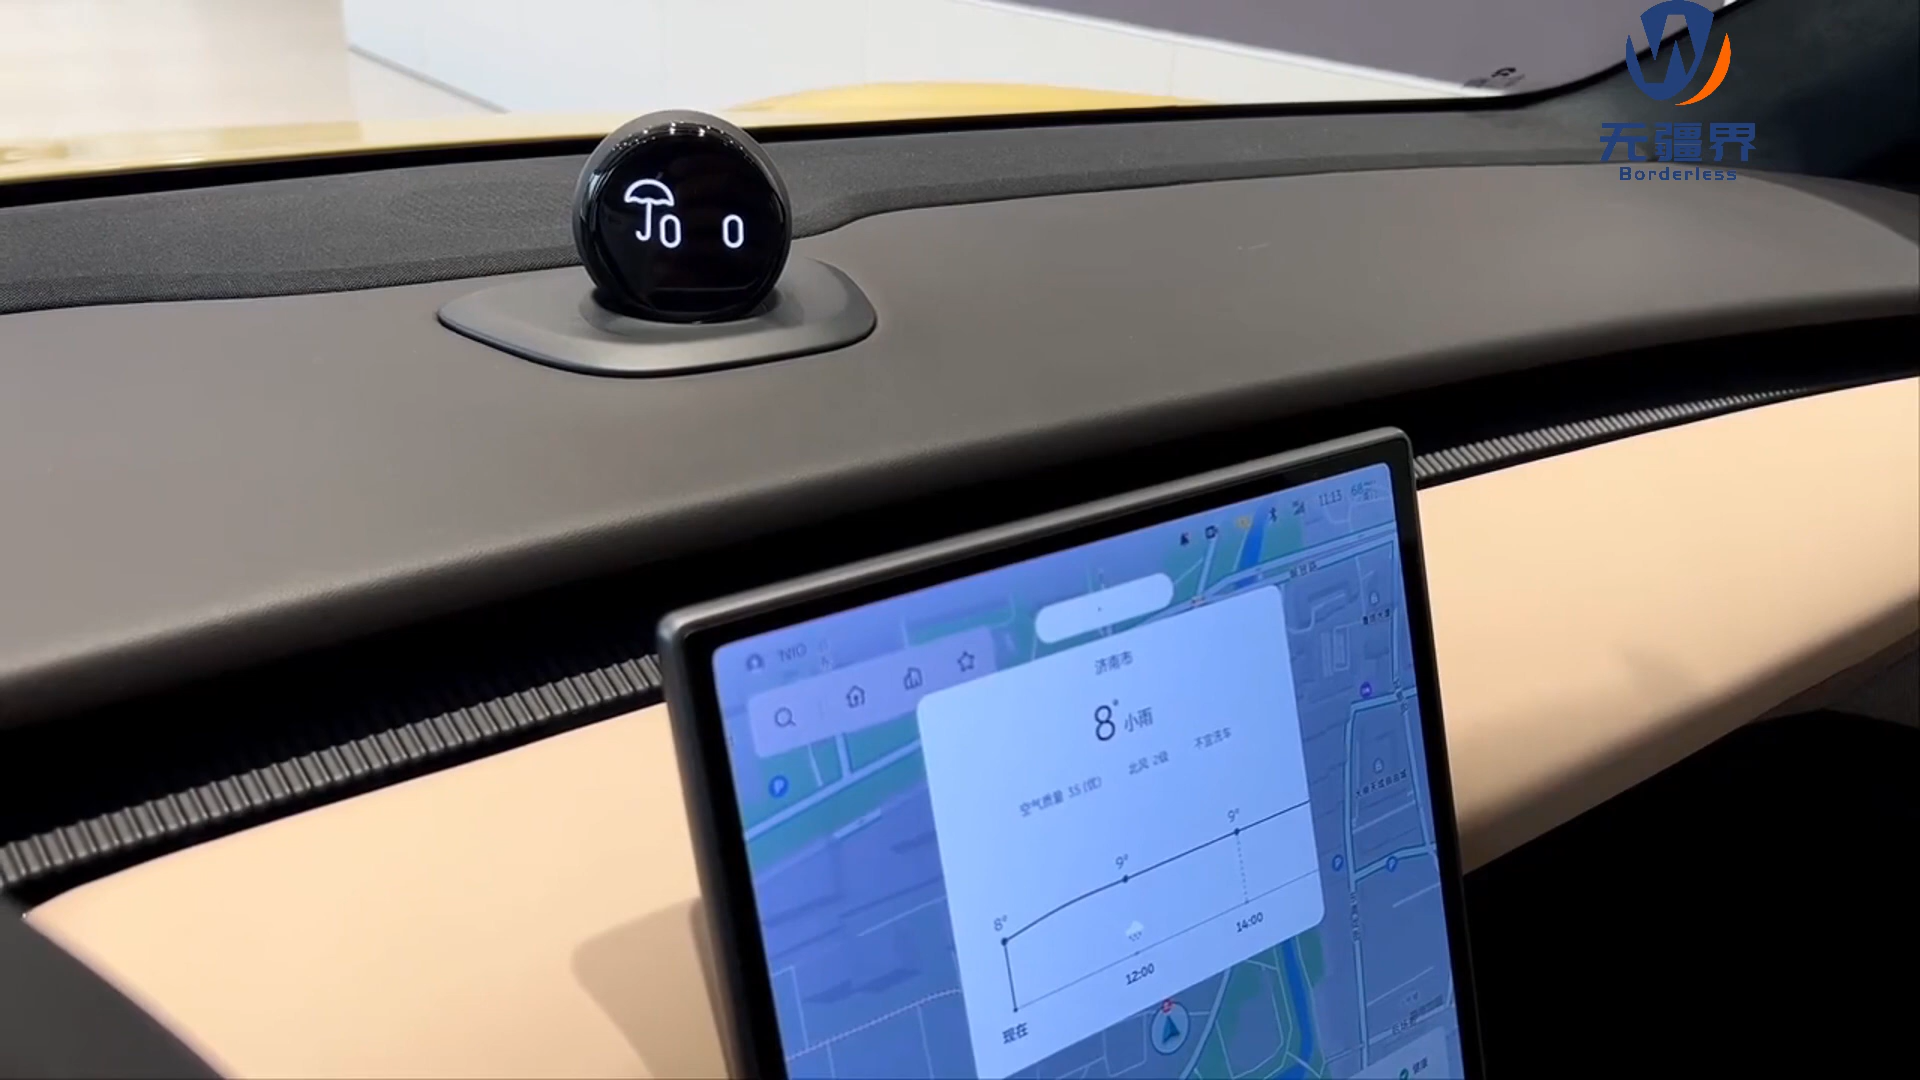 无疆界
Borderless
0 0
11:13
NIO
济南市
8° 小雨
空气质量 35 (优) 北风 2级 不宜洗车
8° 9° 9°
现在 12:00 14:00